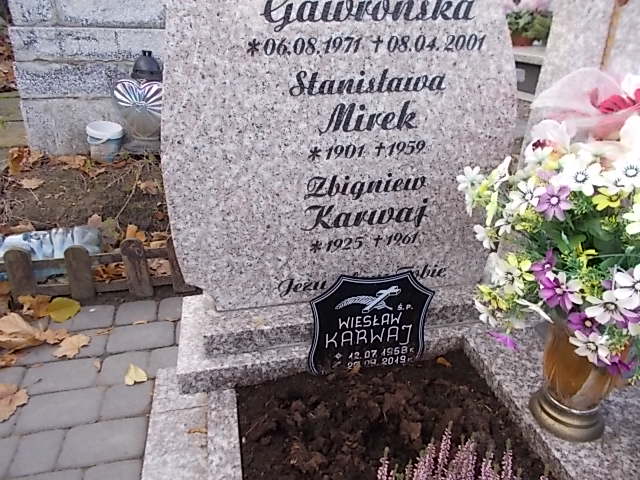 Gawrońska
*06.08.1971 †08.04.2001
Stanisława
Mirek
*1901 †1959
Zbigniew
Karwaj
*1925 †1961
Jezu
Ś.P.
WIESŁAW
KARWAJ
* 12.07 1958 r.